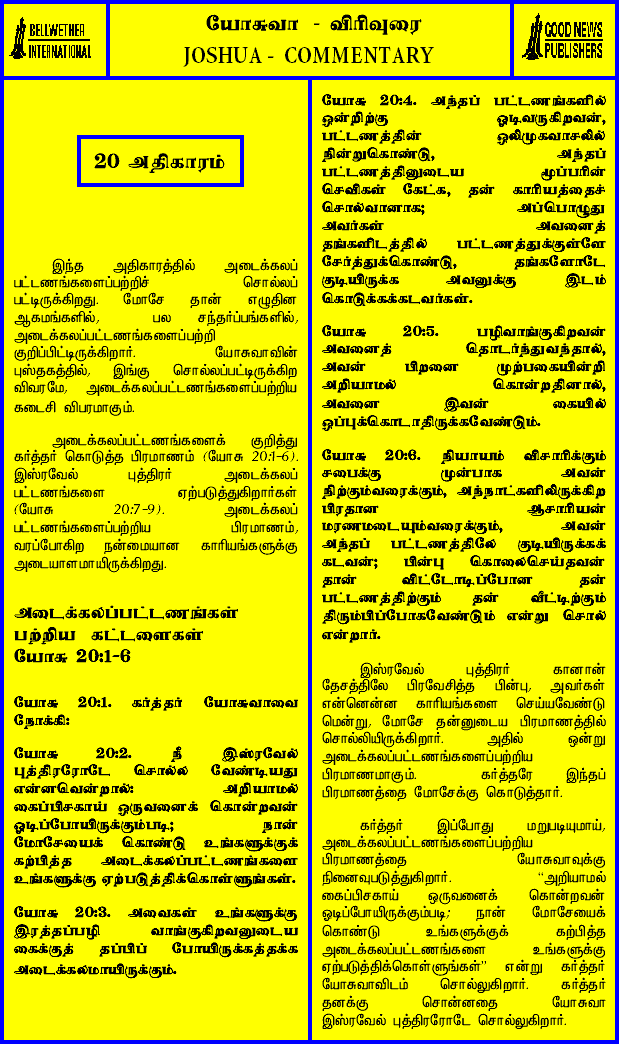 BELLWETHER
INTERNATIONAL
யோசுவா - விரிவுரை
JOSHUA - COMMENTARY
GOOD NEWS
PUBLISHERS
20 அதிகாரம்
இந்த அதிகாரத்தில் அடைக்கலப்
பட்டணங்களைப்பற்றிச் சொல்லப்
பட்டிருக்கிறது. மோசே தான் எழுதின
ஆகமங்களில், பல சந்தர்ப்பங்களில்,
அடைக்கலப்பட்டணங்களைப்பற்றி
குறிப்பிட்டிருக்கிறார். யோசுவாவின்
புஸ்தகத்தில், இங்கு சொல்லப்பட்டிருக்கிற
விவரமே, அடைக்கலப்பட்டணங்களைப்பற்றிய
கடைசி விபரமாகும்.
அடைக்கலப்பட்டணங்களைக் குறித்து
கர்த்தர் கொடுத்த பிரமாணம் (யோசு 20:1-6).
இஸ்ரவேல் புத்திரர் அடைக்கலப்
பட்டணங்களை ஏற்படுத்துகிறார்கள்
(யோசு 20:7-9). அடைக்கலப்
பட்டணங்களைப்பற்றிய பிரமாணம்,
வரப்போகிற நன்மையான காரியங்களுக்கு
அடையாளமாயிருக்கிறது.
அடைக்கலப்பட்டணங்கள்
பற்றிய கட்டளைகள்
யோசு 20:1-6
யோசு 20:1. கர்த்தர் யோசுவாவை
நோக்கி:
யோசு 20:2. நீ இஸ்ரவேல்
புத்திரரோடே சொல்ல வேண்டியது
என்னவென்றால்: அறியாமல்
கைப்பிசகாய் ஒருவனைக் கொன்றவன்
ஓடிப்போயிருக்கும்படி; நான்
மோசேயைக் கொண்டு உங்களுக்குக்
கற்பித்த அடைக்கலப்பட்டணங்களை
உங்களுக்கு ஏற்படுத்திக்கொள்ளுங்கள்.
யோசு 20:3. அவைகள் உங்களுக்கு
இரத்தப்பழி வாங்குகிறவனுடைய
கைக்குத் தப்பிப் போயிருக்கத்தக்க
அடைக்கலமாயிருக்கும்.
யோசு 20:4. அந்தப் பட்டணங்களில்
ஒன்றிற்கு ஓடிவருகிறவன்,
பட்டணத்தின் ஒலிமுகவாசலில்
நின்றுகொண்டு, அந்தப்
பட்டணத்தினுடைய மூப்பரின்
செவிகள் கேட்க, தன் காரியத்தைச்
சொல்வானாக; அப்பொழுது
அவர்கள் அவனைத்
தங்களிடத்தில் பட்டணத்துக்குள்ளே
சேர்த்துக்கொண்டு, தங்களோடே
குடியிருக்க அவனுக்கு இடம்
கொடுக்கக்கடவர்கள்.
யோசு 20:5. பழிவாங்குகிறவன்
அவனைத் தொடர்ந்துவந்தால்,
அவன் பிறனை முற்பகையின்றி
அறியாமல் கொன்றதினால்,
அவனை இவன் கையில்
ஒப்புக்கொடாதிருக்கவேண்டும்.
யோசு 20:6. நியாயம் விசாரிக்கும்
சபைக்கு முன்பாக அவன்
நிற்கும்வரைக்கும், அந்நாட்களிலிருக்கிற
பிரதான ஆசாரியன்
மரணமடையும்வரைக்கும், அவன்
அந்தப் பட்டணத்திலே குடியிருக்கக்
கடவன்; பின்பு கொலைசெய்தவன்
தான் விட்டோடிப்போன தன்
பட்டணத்திற்கும் தன் வீட்டிற்கும்
திரும்பிப்போகவேண்டும் என்று சொல்
என்றார்.
இஸ்ரவேல் புத்திரர் கானான்
தேசத்திலே பிரவேசித்த பின்பு, அவர்கள்
என்னென்ன காரியங்களை செய்யவேண்டு
மென்று, மோசே தன்னுடைய பிரமாணத்தில்
சொல்லியிருக்கிறார். அதில் ஒன்று
அடைக்கலப்பட்டணங்களைப்பற்றிய
பிரமாணமாகும். கர்த்தரே இந்தப்
பிரமாணத்தை மோசேக்கு கொடுத்தார்.
கர்த்தர் இப்போது மறுபடியுமாய்,
அடைக்கலப்பட்டணங்களைப்பற்றிய
பிரமாணத்தை யோசுவாவுக்கு
நினைவுபடுத்துகிறார். "அறியாமல்
கைப்பிசகாய் ஒருவனைக் கொன்றவன்
ஓடிப்போயிருக்கும்படி; நான் மோசேயைக்
கொண்டு உங்களுக்குக் கற்பித்த
அடைக்கலப்பட்டணங்களை உங்களுக்கு
ஏற்படுத்திக்கொள்ளுங்கள்" என்று கர்த்தர்
யோசுவாவிடம் சொல்லுகிறார். கர்த்தர்
தனக்கு சொன்னதை யோசுவா
இஸ்ரவேல் புத்திரரோடே சொல்லுகிறார்.